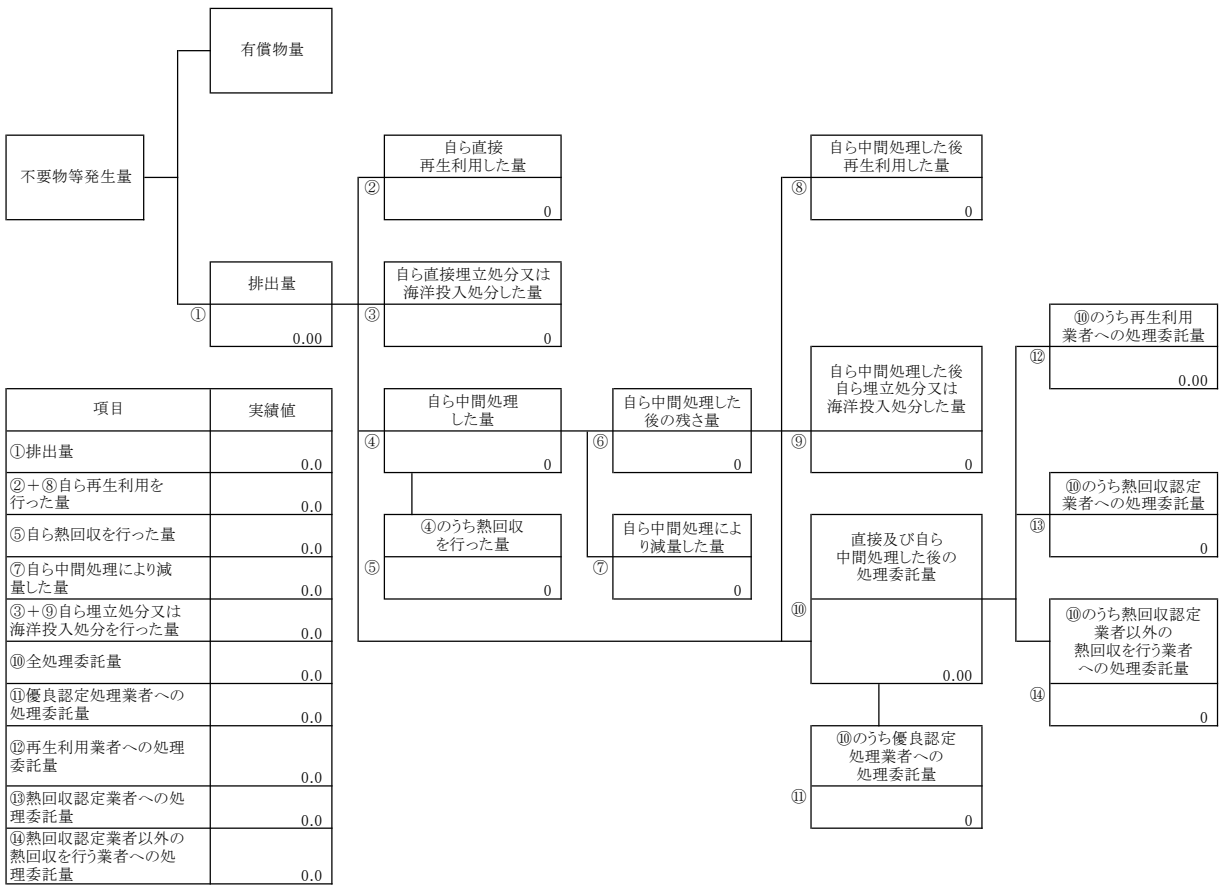 有償物量
不要物等発生量
自ら直接
再生利用した量
②
0
自ら中間処理した後
再生利用した量
⑧
0
排出量
①
0.00
自ら直接埋立処分又は
海洋投入処分した量
③
0
⑩のうち再生利用
業者への処理委託量
⑫
0.00
自ら中間処理
した量
④
0
自ら中間処理した
後の残さ量
⑥
0
自ら中間処理した後
自ら埋立処分又は
海洋投入処分した量
⑨
0
⑩のうち熱回収認定
業者への処理委託量
⑬
0
④のうち熱回収
を行った量
⑤
0
自ら中間処理によ
り減量した量
⑦
0
直接及び自ら
中間処理した後の
処理委託量
⑩
0.00
⑩のうち熱回収認定
業者以外の
熱回収を行う業者
への処理委託量
⑭
0
⑩のうち優良認定
処理業者への
処理委託量
⑪
0
項目 実績値
①排出量
0.0
②+⑧自ら再生利用を
行った量 0.0
⑤自ら熱回収を行った量
0.0
⑦自ら中間処理により減
量した量 0.0
③+⑨自ら埋立処分又は
海洋投入処分を行った量 0.0
⑩全処理委託量
0.0
⑪優良認定処理業者への
処理委託量 0.0
⑫再生利用業者への処理
委託量
0.0
⑬熱回収認定業者への処
理委託量 0.0
⑭熱回収認定業者以外の
熱回収を行う業者への処
理委託量 0.0